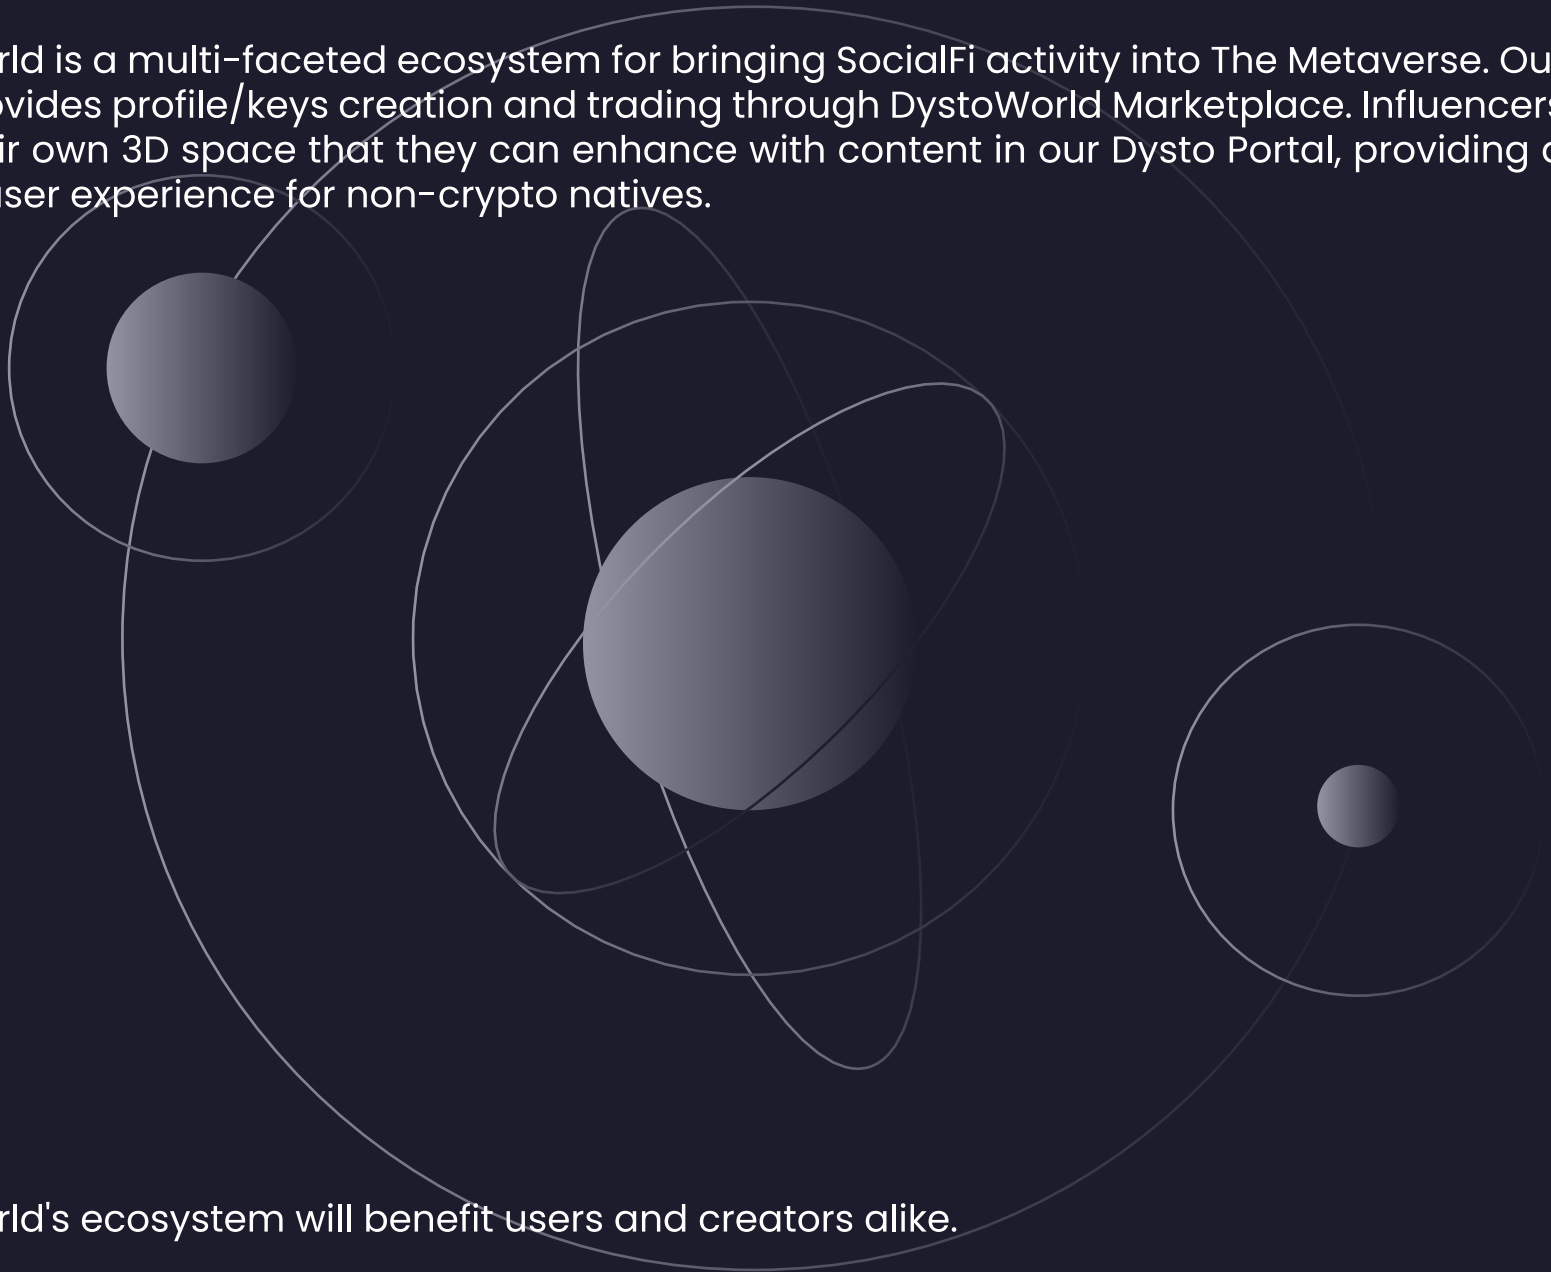 rld is a multi-faceted ecosystem for bringing SocialFi activity into The Metaverse. Ou
ovides profile/keys creation and trading through DystoWorld Marketplace. Influencers
ir own 3D space that they can enhance with content in our Dysto Portal, providing a
user experience for non-crypto natives.
rld's ecosystem will benefit users and creators alike.